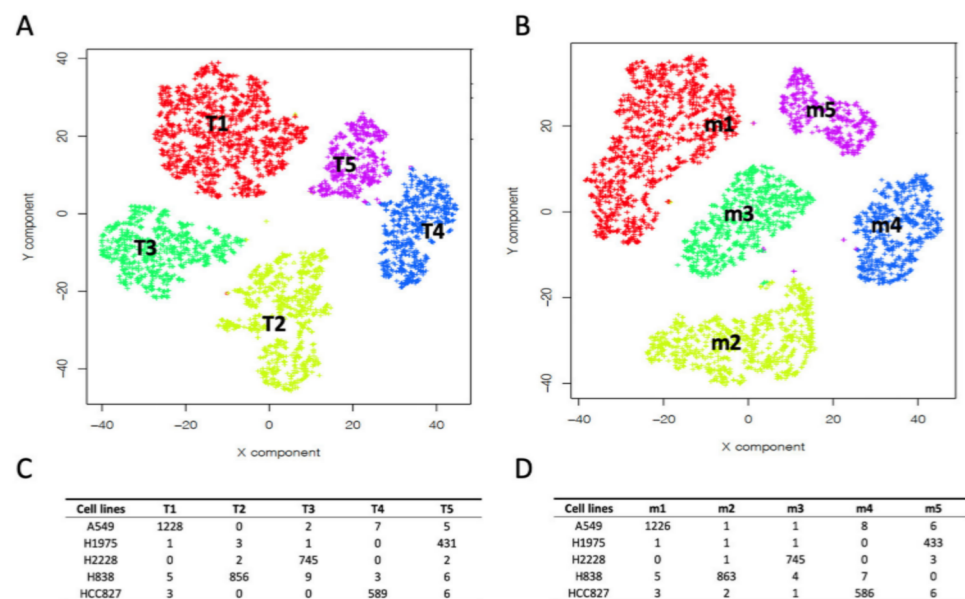 A
B
40
20
0
−20
−40
Y component
T1
T5
T4
T3
T2
−40 −20 0 20 40
X component
20
0
−20
−40
Y component
m1
m5
m3
m4
m2
−40 −20 0 20 40
X component
C
Cell lines T1 T2 T3 T4 T5
A549 1228 0 2 7 5
H1975 1 3 1 0 431
H2228 0 2 745 0 2
H838 5 856 9 3 6
HCC827 3 0 0 589 6
D
Cell lines m1 m2 m3 m4 m5
A549 1226 1 1 8 6
H1975 1 1 1 0 433
H2228 0 1 745 0 3
H838 5 863 4 7 0
HCC827 3 2 1 586 6